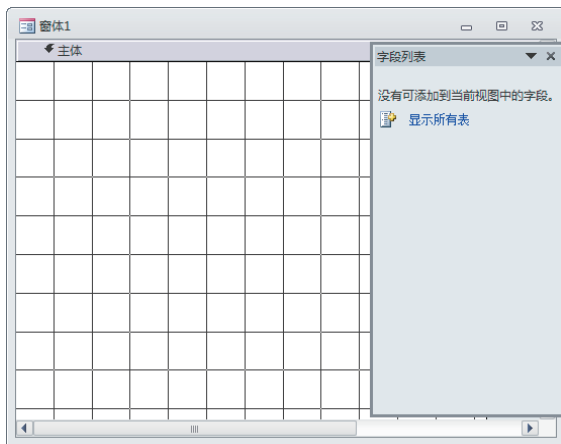 窗体1
主体
字段列表
没有可添加到当前视图中的字段。
显示所有表